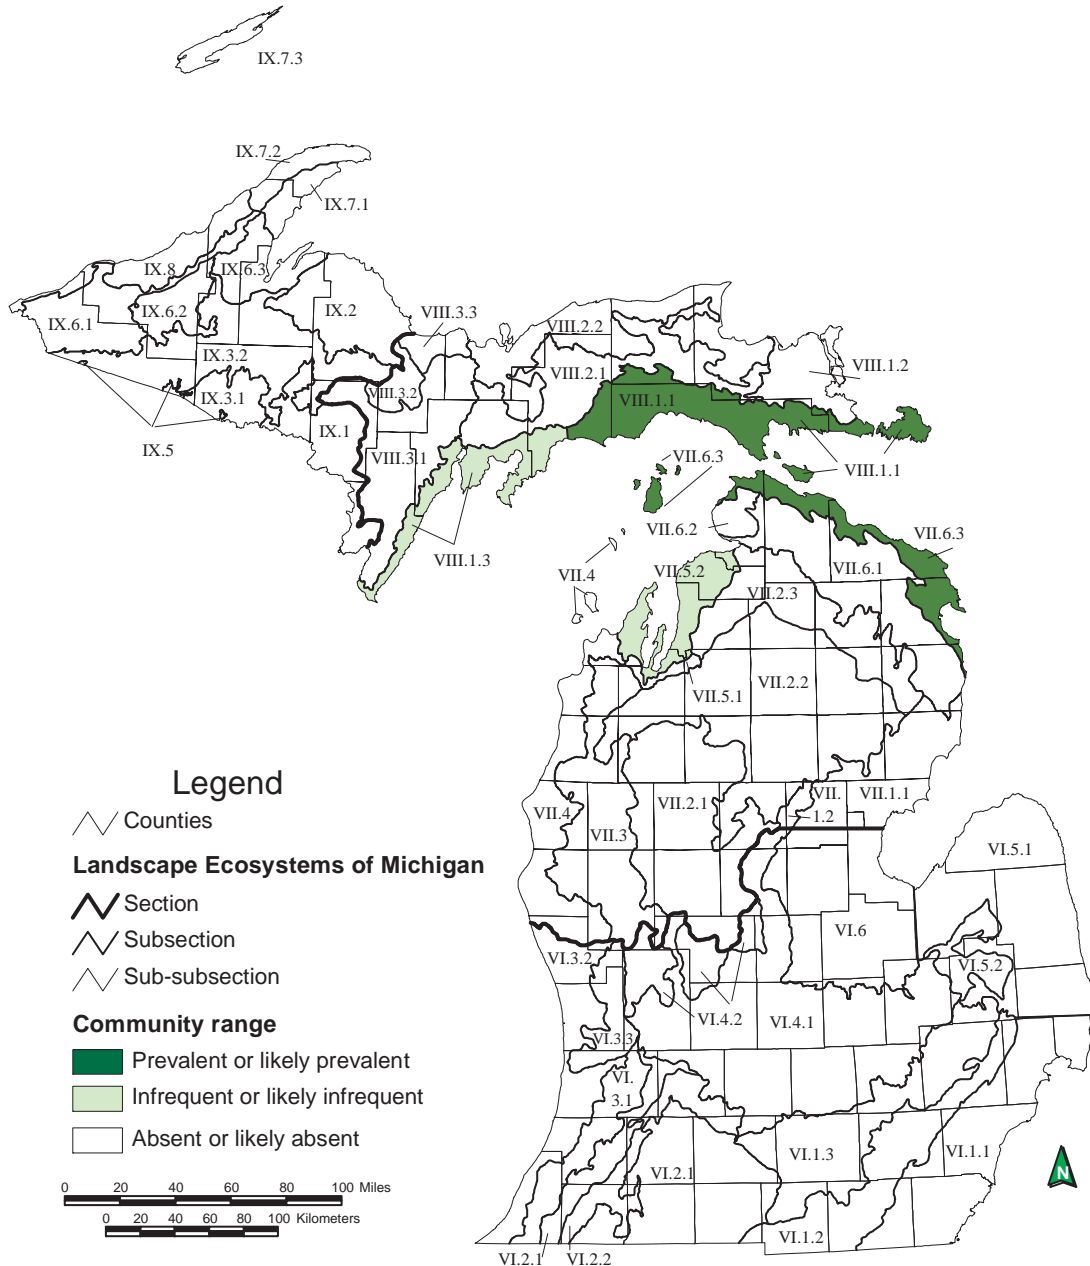 IX.7.3
IX.7.2
IX.7.1
IX.8
IX.6.3
IX.6.1
IX.6.2
IX.2
VIII.3.3
VIII.2.2
IX.3.2
VIII.2.1
VIII.1.2
IX.3.1
VIII.3.2
VIII.1.1
IX.5
IX.1
VIII.3.1
VII.6.3
VIII.1.1
VII.6.2
VII.6.3
VIII.1.3
VII.4
VII.5.2
VII.6.1
VII.2.3
VII.5.1
VII.2.2
Legend
Counties
Landscape Ecosystems of Michigan
Section
Subsection
Sub-subsection
Community range
Prevalent or likely prevalent
Infrequent or likely infrequent
Absent or likely absent
0 20 40 60 80 100 Miles
0 20 40 60 80 100 Kilometers
VII.4
VII.3
VII.2.1
VII.
1.2
VII.1.1
VI.5.1
VI.6
VI.3.2
VI.5.2
VI.4.2
VI.4.1
VI.3.3
VI.
3.1
VI.2.1
VI.1.3
VI.1.1
N
VI.1.2
VI.2.1
VI.2.2